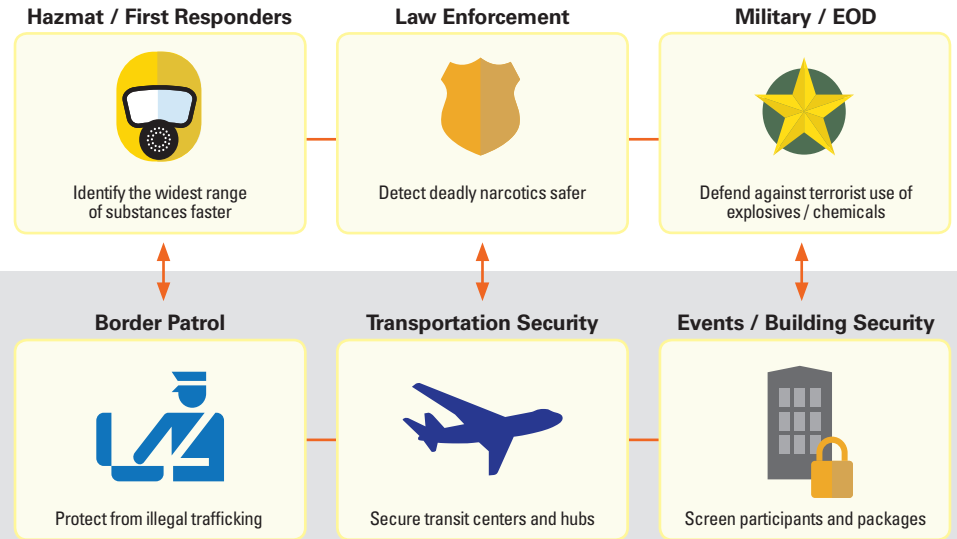 Hazmat / First Responders
Law Enforcement
Military / EOD
Identify the widest range
of substances faster
Detect deadly narcotics safer
Defend against terrorist use of
explosives / chemicals
Border Patrol
Transportation Security
Events / Building Security
Protect from illegal trafficking
Secure transit centers and hubs
Screen participants and packages